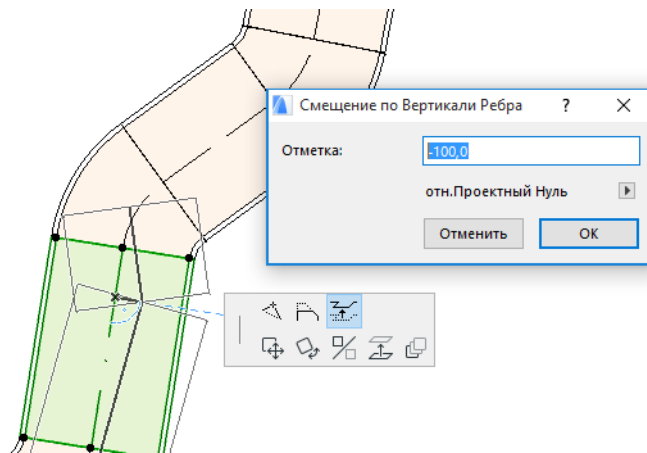 Смещение по Вертикали Ребра ?
Отметка: -100,0
отн.Проектный Нуль
Отменить OK